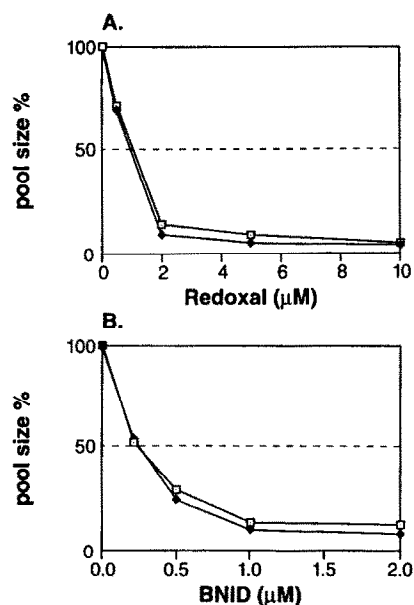 A.
100
50
0
pool size %
0 2 4 6 8 10
Redoxal (μM)
B.
100
50
0
pool size %
0.0 0.5 1.0 1.5 2.0
BNID (μM)